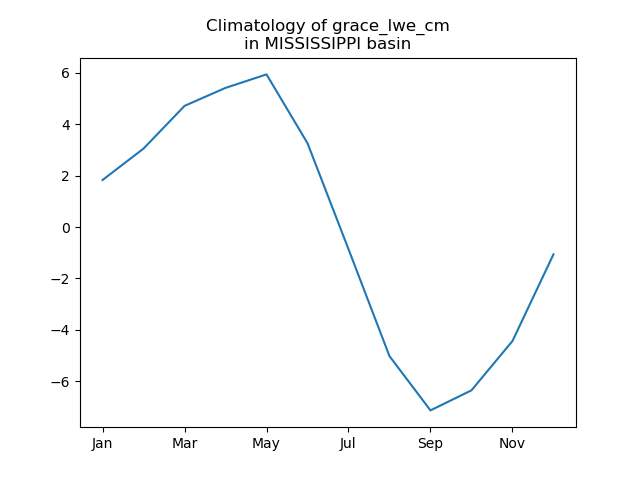 Climatology of grace_lwe_cm
in MISSISSIPPI basin
6
4
2
0
−2
−4
−6
Jan
Mar
May
Jul
Sep
Nov